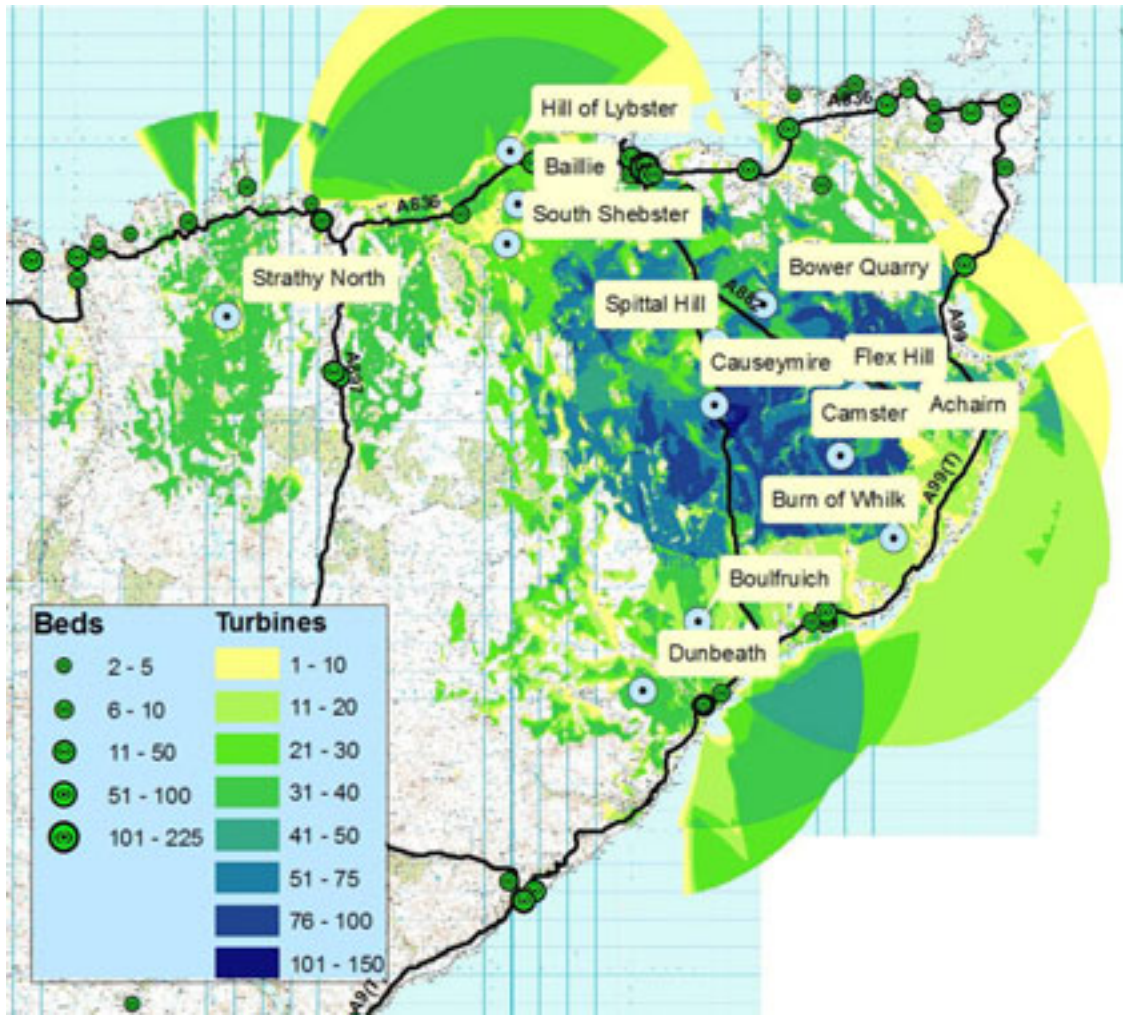 Hill of Lybster
A836
Baillie
A836
South Shebster
Strathy North
Bower Quarry
Spittal Hill
A882
A99
Causeymire
Flex Hill
A897
Camster
Achairn
Burn of Whilk
A99(T)
Boulfruich
Dunbeath
Beds
Turbines
2 - 5
1 - 10
6 - 10
11 - 20
11 - 50
21 - 30
51 - 100
31 - 40
101 - 225
41 - 50
51 - 75
76 - 100
101 - 150
A9(T)